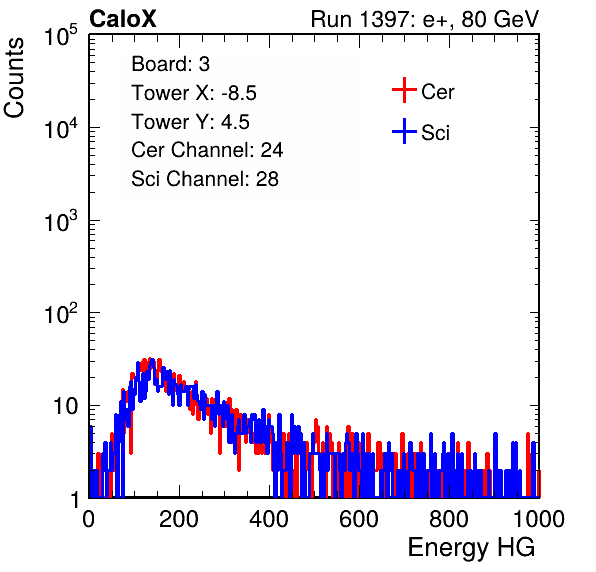 CaloX
Run 1397: e+, 80 GeV
Counts
10^5
10^4
10^3
10^2
10
1
Board: 3
Tower X: -8.5
Tower Y: 4.5
Cer Channel: 24
Sci Channel: 28
Cer
Sci
0 200 400 600 800 1000
Energy HG